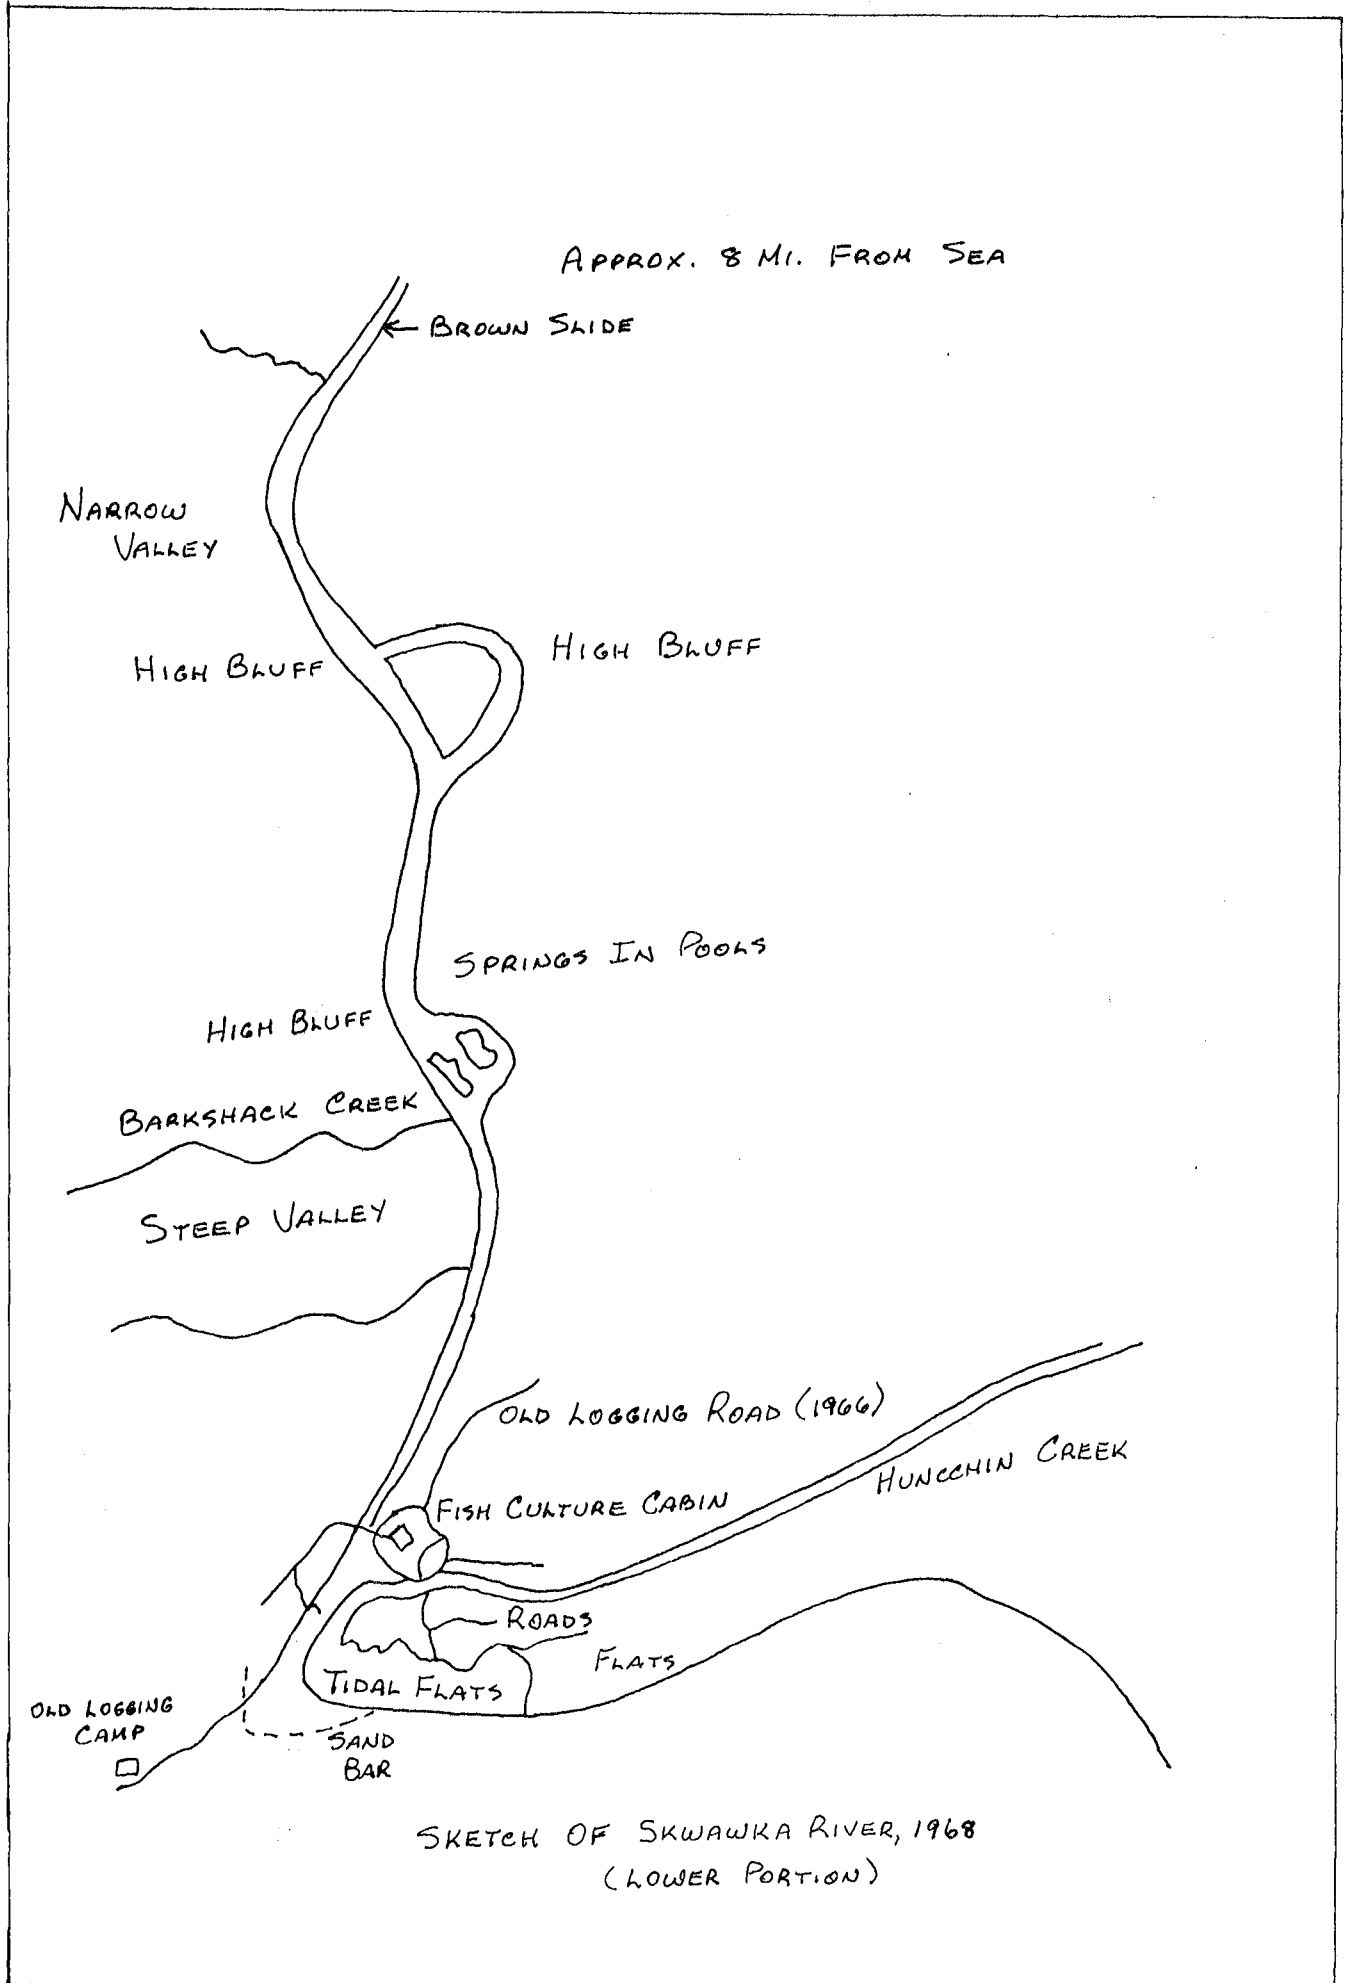 APPROX. 8 MI. FROM SEA
BROWN SLIDE
NARROW
VALLEY
HIGH BLUFF
HIGH BLUFF
SPRINGS IN POOLS
HIGH BLUFF
BARKSHACK CREEK
STEEP VALLEY
OLD LOGGING ROAD (1966)
HUNCCHIN CREEK
FISH CULTURE CABIN
ROADS
FLATS
TIDAL FLATS
OLD LOGGING
CAMP
SAND
BAR
SKETCH OF SKWAWKA RIVER, 1968
(LOWER PORTION)